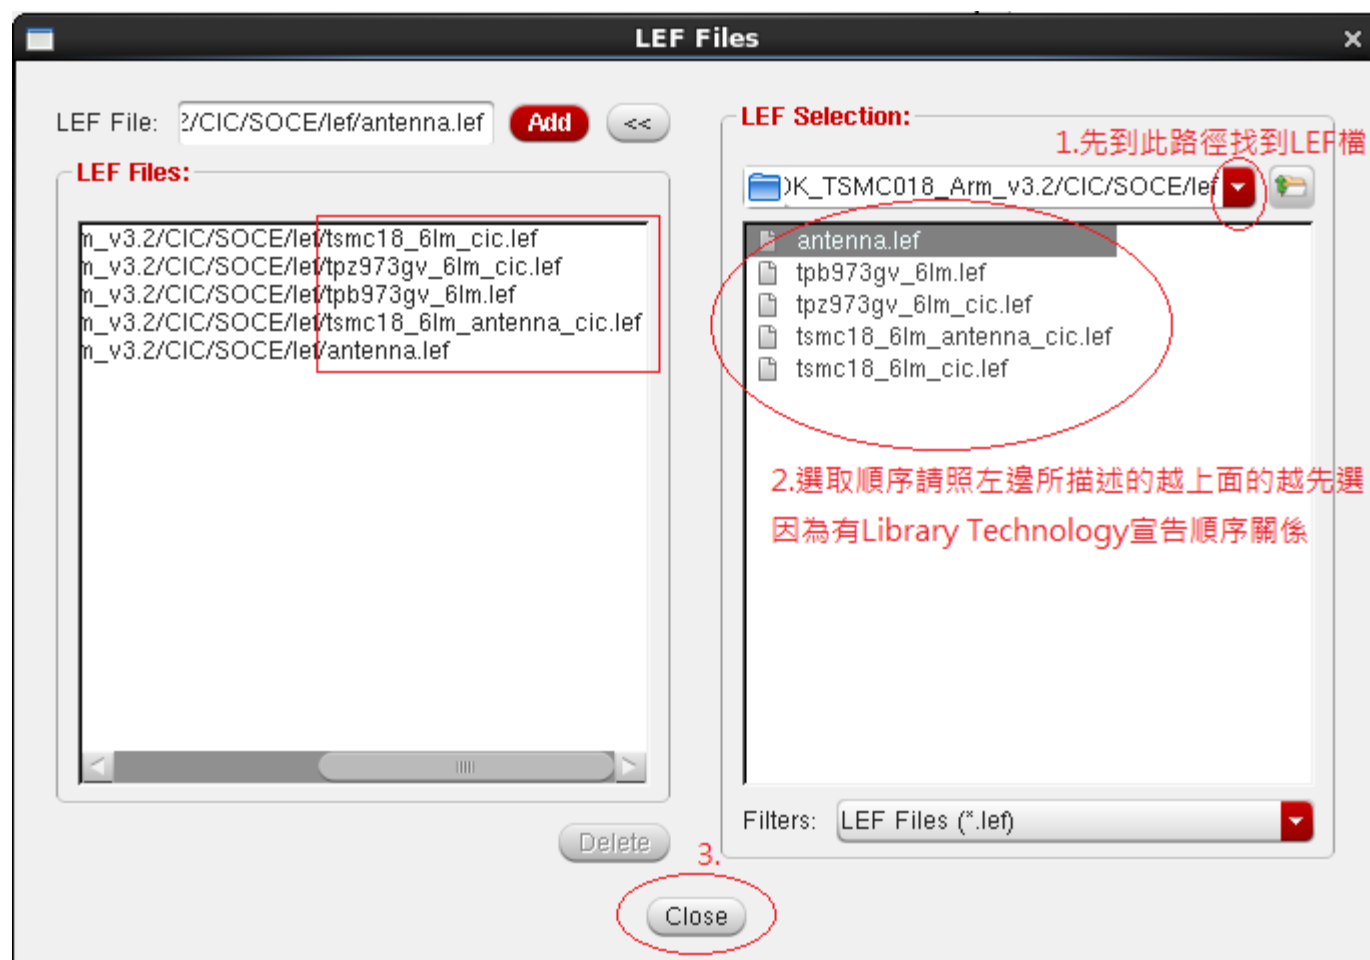 LEF Files
LEF File: 2/CIC/SOCE/lef/antenna.lef Add <<
LEF Files:
m_v3.2/CIC/SOCE/lef/tsmc18_6lm_cic.lef
m_v3.2/CIC/SOCE/lef/tpz973gv_6lm_cic.lef
m_v3.2/CIC/SOCE/lef/tpb973gv_6lm.lef
m_v3.2/CIC/SOCE/lef/tsmc18_6lm_antenna_cic.lef
m_v3.2/CIC/SOCE/lef/antenna.lef
Delete
LEF Selection:
1.先到此路徑找到LEF檔
DK_TSMC018_Arm_v3.2/CIC/SOCE/lef
antenna.lef
tpb973gv_6lm.lef
tpz973gv_6lm_cic.lef
tsmc18_6lm_antenna_cic.lef
tsmc18_6lm_cic.lef
2.選取順序請照左邊所描述的越上面的越先選
因為有Library Technology宣告順序關係
Filters: LEF Files (*.lef)
3.
Close